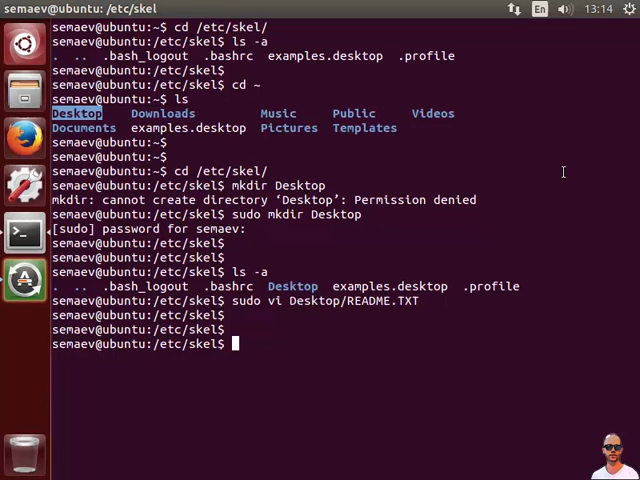 semaev@ubuntu: /etc/skel
En
13:14
semaev@ubuntu:~$ cd /etc/skel/
semaev@ubuntu:/etc/skel$ ls -a
.  ..  .bash_logout  .bashrc  examples.desktop  .profile
semaev@ubuntu:/etc/skel$
semaev@ubuntu:/etc/skel$ cd ~
semaev@ubuntu:~$ ls
Desktop    Downloads         Music     Public     Videos
Documents  examples.desktop  Pictures  Templates
semaev@ubuntu:~$
semaev@ubuntu:~$
semaev@ubuntu:~$ cd /etc/skel/
semaev@ubuntu:/etc/skel$ mkdir Desktop
mkdir: cannot create directory ‘Desktop’: Permission denied
semaev@ubuntu:/etc/skel$ sudo mkdir Desktop
[sudo] password for semaev:
semaev@ubuntu:/etc/skel$
semaev@ubuntu:/etc/skel$
semaev@ubuntu:/etc/skel$ ls -a
.  ..  .bash_logout  .bashrc  Desktop  examples.desktop  .profile
semaev@ubuntu:/etc/skel$ sudo vi Desktop/README.TXT
semaev@ubuntu:/etc/skel$
semaev@ubuntu:/etc/skel$
semaev@ubuntu:/etc/skel$